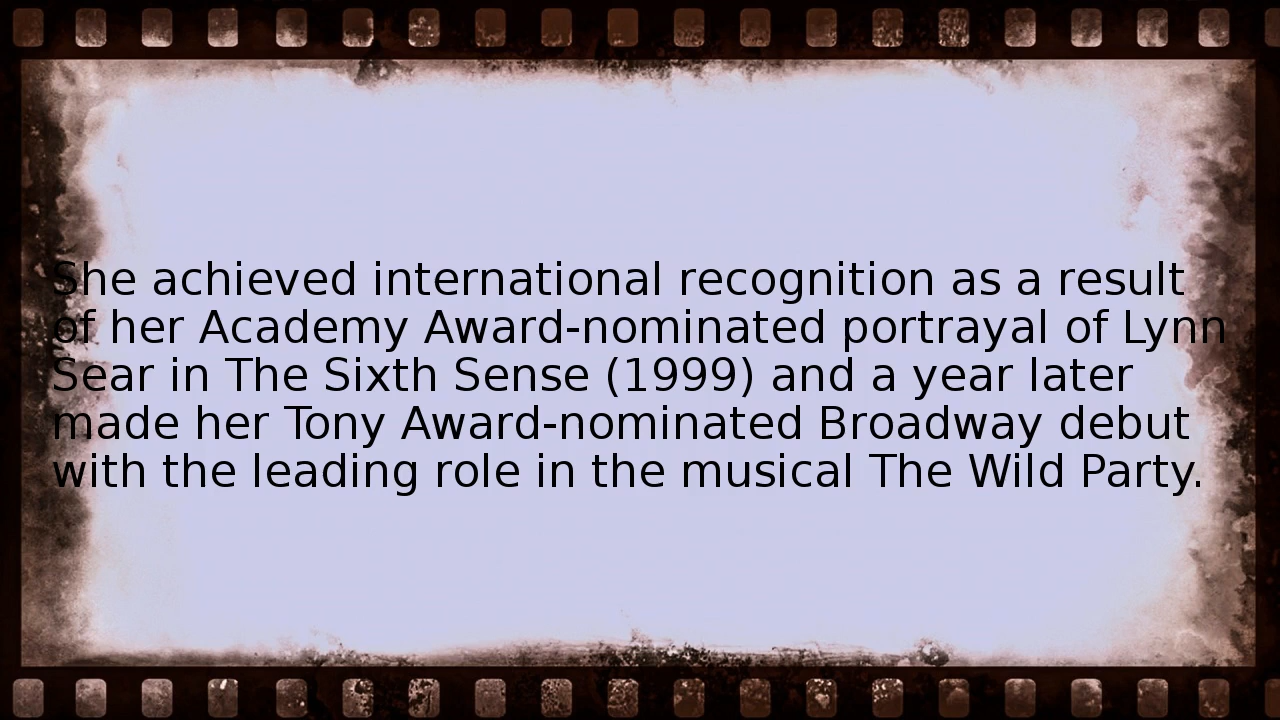 She achieved international recognition as a result
of her Academy Award-nominated portrayal of Lynn
Sear in The Sixth Sense (1999) and a year later
made her Tony Award-nominated Broadway debut
with the leading role in the musical The Wild Party.